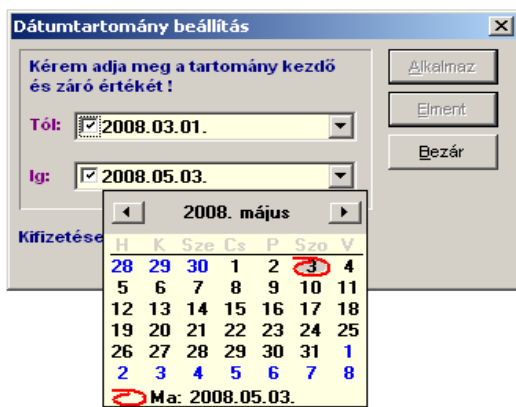 Dátumtartomány beállítás
Kérem adja meg a tartomány kezdő
és záró értékét !
Alkalmaz
Tól: 2008.03.01.
Elment
Bezár
Ig: 2008.05.03.
2008. május
Kifizetése
H K Sze Cs P Szo V
28 29 30 1 2 3 4
5 6 7 8 9 10 11
12 13 14 15 16 17 18
19 20 21 22 23 24 25
26 27 28 29 30 31 1
2 3 4 5 6 7 8
Ma: 2008.05.03.